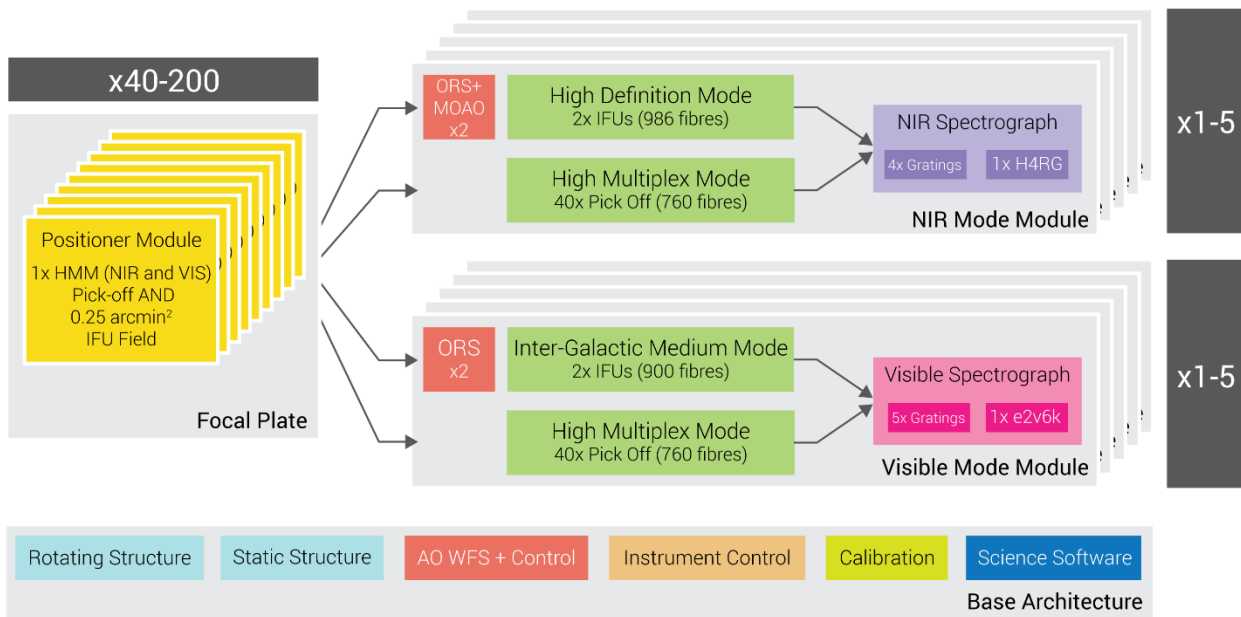 x40-200
Positioner Module
1x HMM (NIR and VIS)
Pick-off AND
0.25 arcmin²
IFU Field
Focal Plate
ORS+
MOAO
x2
High Definition Mode
2x IFUs (986 fibres)
High Multiplex Mode
40x Pick Off (760 fibres)
NIR Spectrograph
4x Gratings
1x H4RG
NIR Mode Module
x1-5
ORS
x2
Inter-Galactic Medium Mode
2x IFUs (900 fibres)
High Multiplex Mode
40x Pick Off (760 fibres)
Visible Spectrograph
5x Gratings
1x e2v6k
Visible Mode Module
x1-5
Rotating Structure
Static Structure
AO WFS + Control
Instrument Control
Calibration
Science Software
Base Architecture